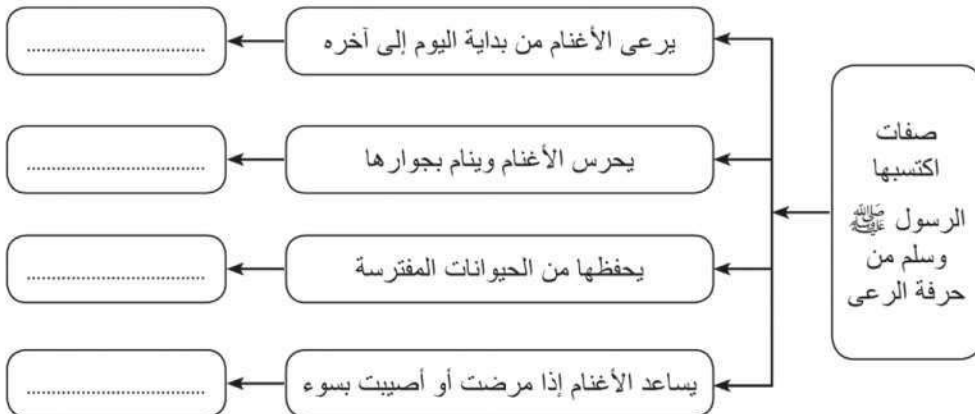 صفات
اكتسبها
الرسول ﷺ
وسلم من
حرفة الرعى
يرعى الأغنام من بداية اليوم إلى آخره
..............................
يحرس الأغنام وينام بجوارها
..............................
يحفظها من الحيوانات المفترسة
..............................
يساعد الأغنام إذا مرضت أو أصيبت بسوء
..............................